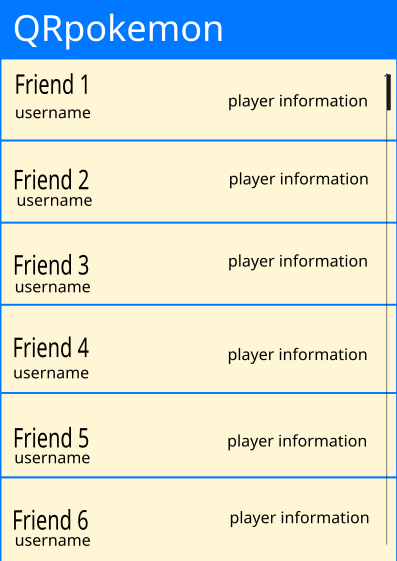 QRpokemon
Friend 1
username
player information
Friend 2
username
player information
Friend 3
username
player information
Friend 4
username
player information
Friend 5
username
player information
Friend 6
username
player information